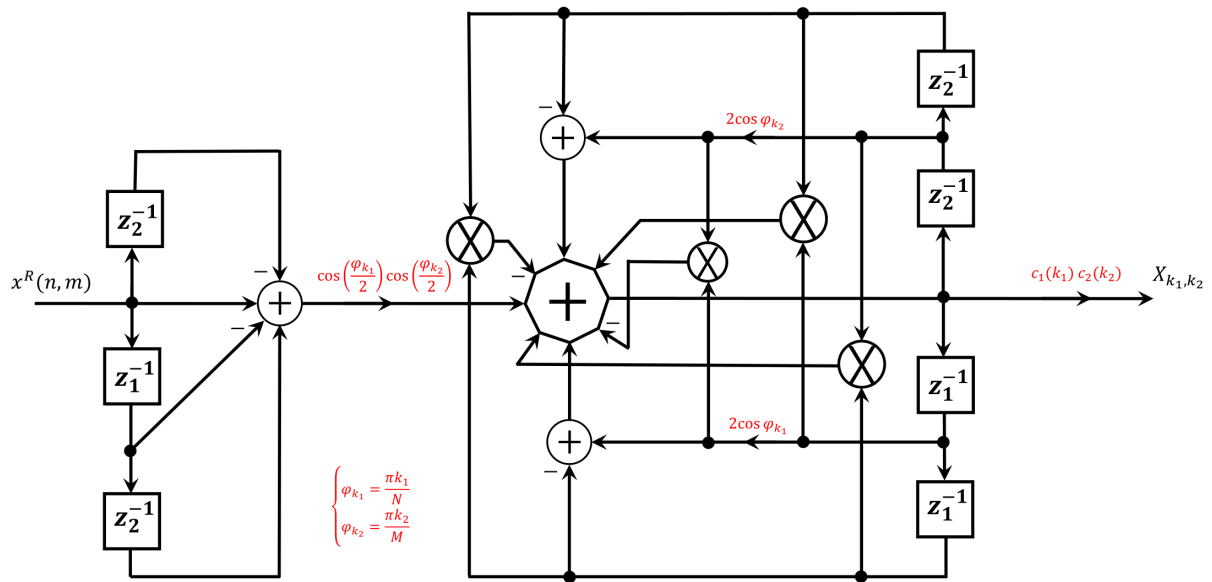 z₂⁻¹
−
2cos φ_{k₂}
z₂⁻¹
z₂⁻¹
−
−
x^R(n, m)
−
cos(φ_{k₁}/2) cos(φ_{k₂}/2)
+
+
+
−
c₁(k₁) c₂(k₂)
X_{k₁,k₂}
z₁⁻¹
z₁⁻¹
2cos φ_{k₁}
+
−
z₂⁻¹
z₁⁻¹
{ φ_{k₁} = πk₁/N
φ_{k₂} = πk₂/M